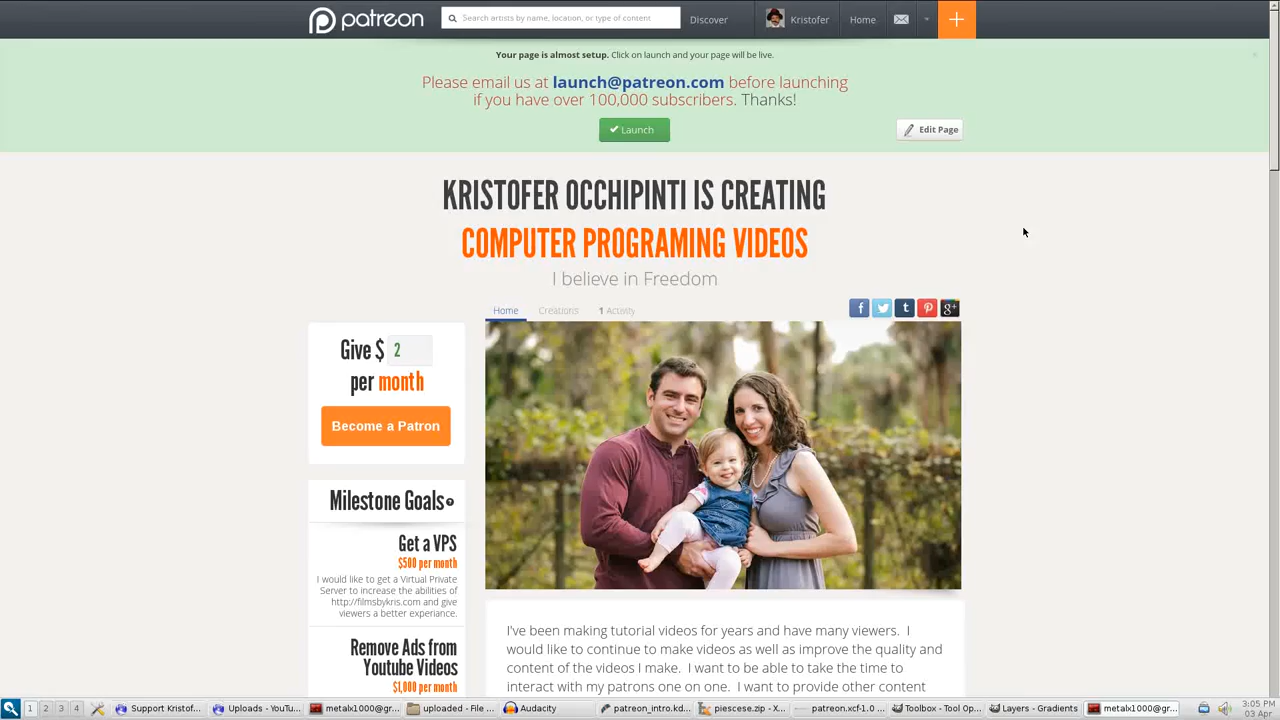 patreon
Search artists by name, location, or type of content
Discover
Kristofer
Home
Your page is almost setup. Click on launch and your page will be live.
Please email us at launch@patreon.com before launching
if you have over 100,000 subscribers. Thanks!
Launch
Edit Page
KRISTOFER OCCHIPINTI IS CREATING
COMPUTER PROGRAMING VIDEOS
I believe in Freedom
Home Creations 1 Activity
f t P g+
Give $ 2
per month
Become a Patron
Milestone Goals
Get a VPS
$500 per month
I would like to get a Virtual Private
Server to increase the abilities of
http://filmsbykris.com and give
viewers a better experiance.
Remove Ads from
Youtube Videos
$1,000 per month
I've been making tutorial videos for years and have many viewers. I
would like to continue to make videos as well as improve the quality and
content of the videos I make. I want to be able to take the time to
interact with my patrons one on one. I want to provide other content
1 2 3 4 Support Kristof... Uploads - YouTu... metalx1000@gr... uploaded - File ... Audacity patreon_intro.kd... piescese.zip - X... patreon.xcf-1.0 ... Toolbox - Tool Op... Layers - Gradients metalx1000@gr... 3:05 PM
03 Apr